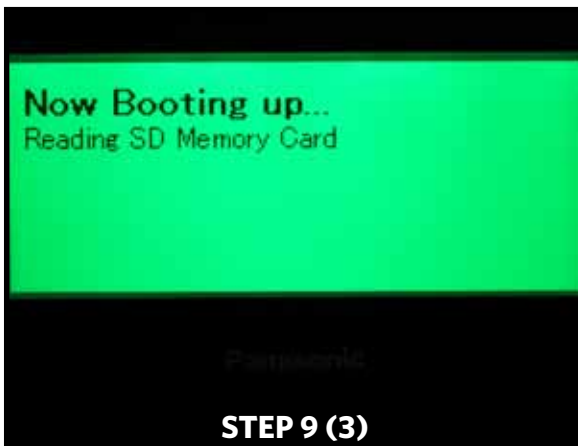 Now Booting up...
Reading SD Memory Card
Panasonic
STEP 9 (3)